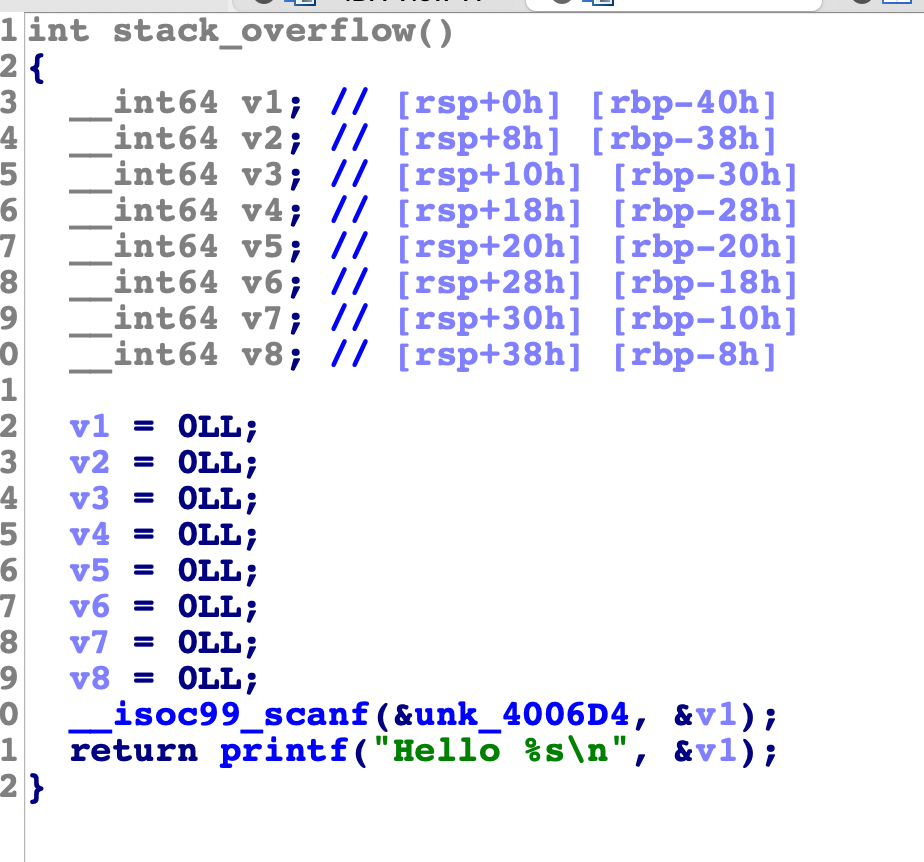 1 int stack_overflow()
2 {
3 __int64 v1; // [rsp+0h] [rbp-40h]
4 __int64 v2; // [rsp+8h] [rbp-38h]
5 __int64 v3; // [rsp+10h] [rbp-30h]
6 __int64 v4; // [rsp+18h] [rbp-28h]
7 __int64 v5; // [rsp+20h] [rbp-20h]
8 __int64 v6; // [rsp+28h] [rbp-18h]
9 __int64 v7; // [rsp+30h] [rbp-10h]
0 __int64 v8; // [rsp+38h] [rbp-8h]
1
2 v1 = 0LL;
3 v2 = 0LL;
4 v3 = 0LL;
5 v4 = 0LL;
6 v5 = 0LL;
7 v6 = 0LL;
8 v7 = 0LL;
9 v8 = 0LL;
0 __isoc99_scanf(&unk_4006D4, &v1);
1 return printf("Hello %s\n", &v1);
2 }